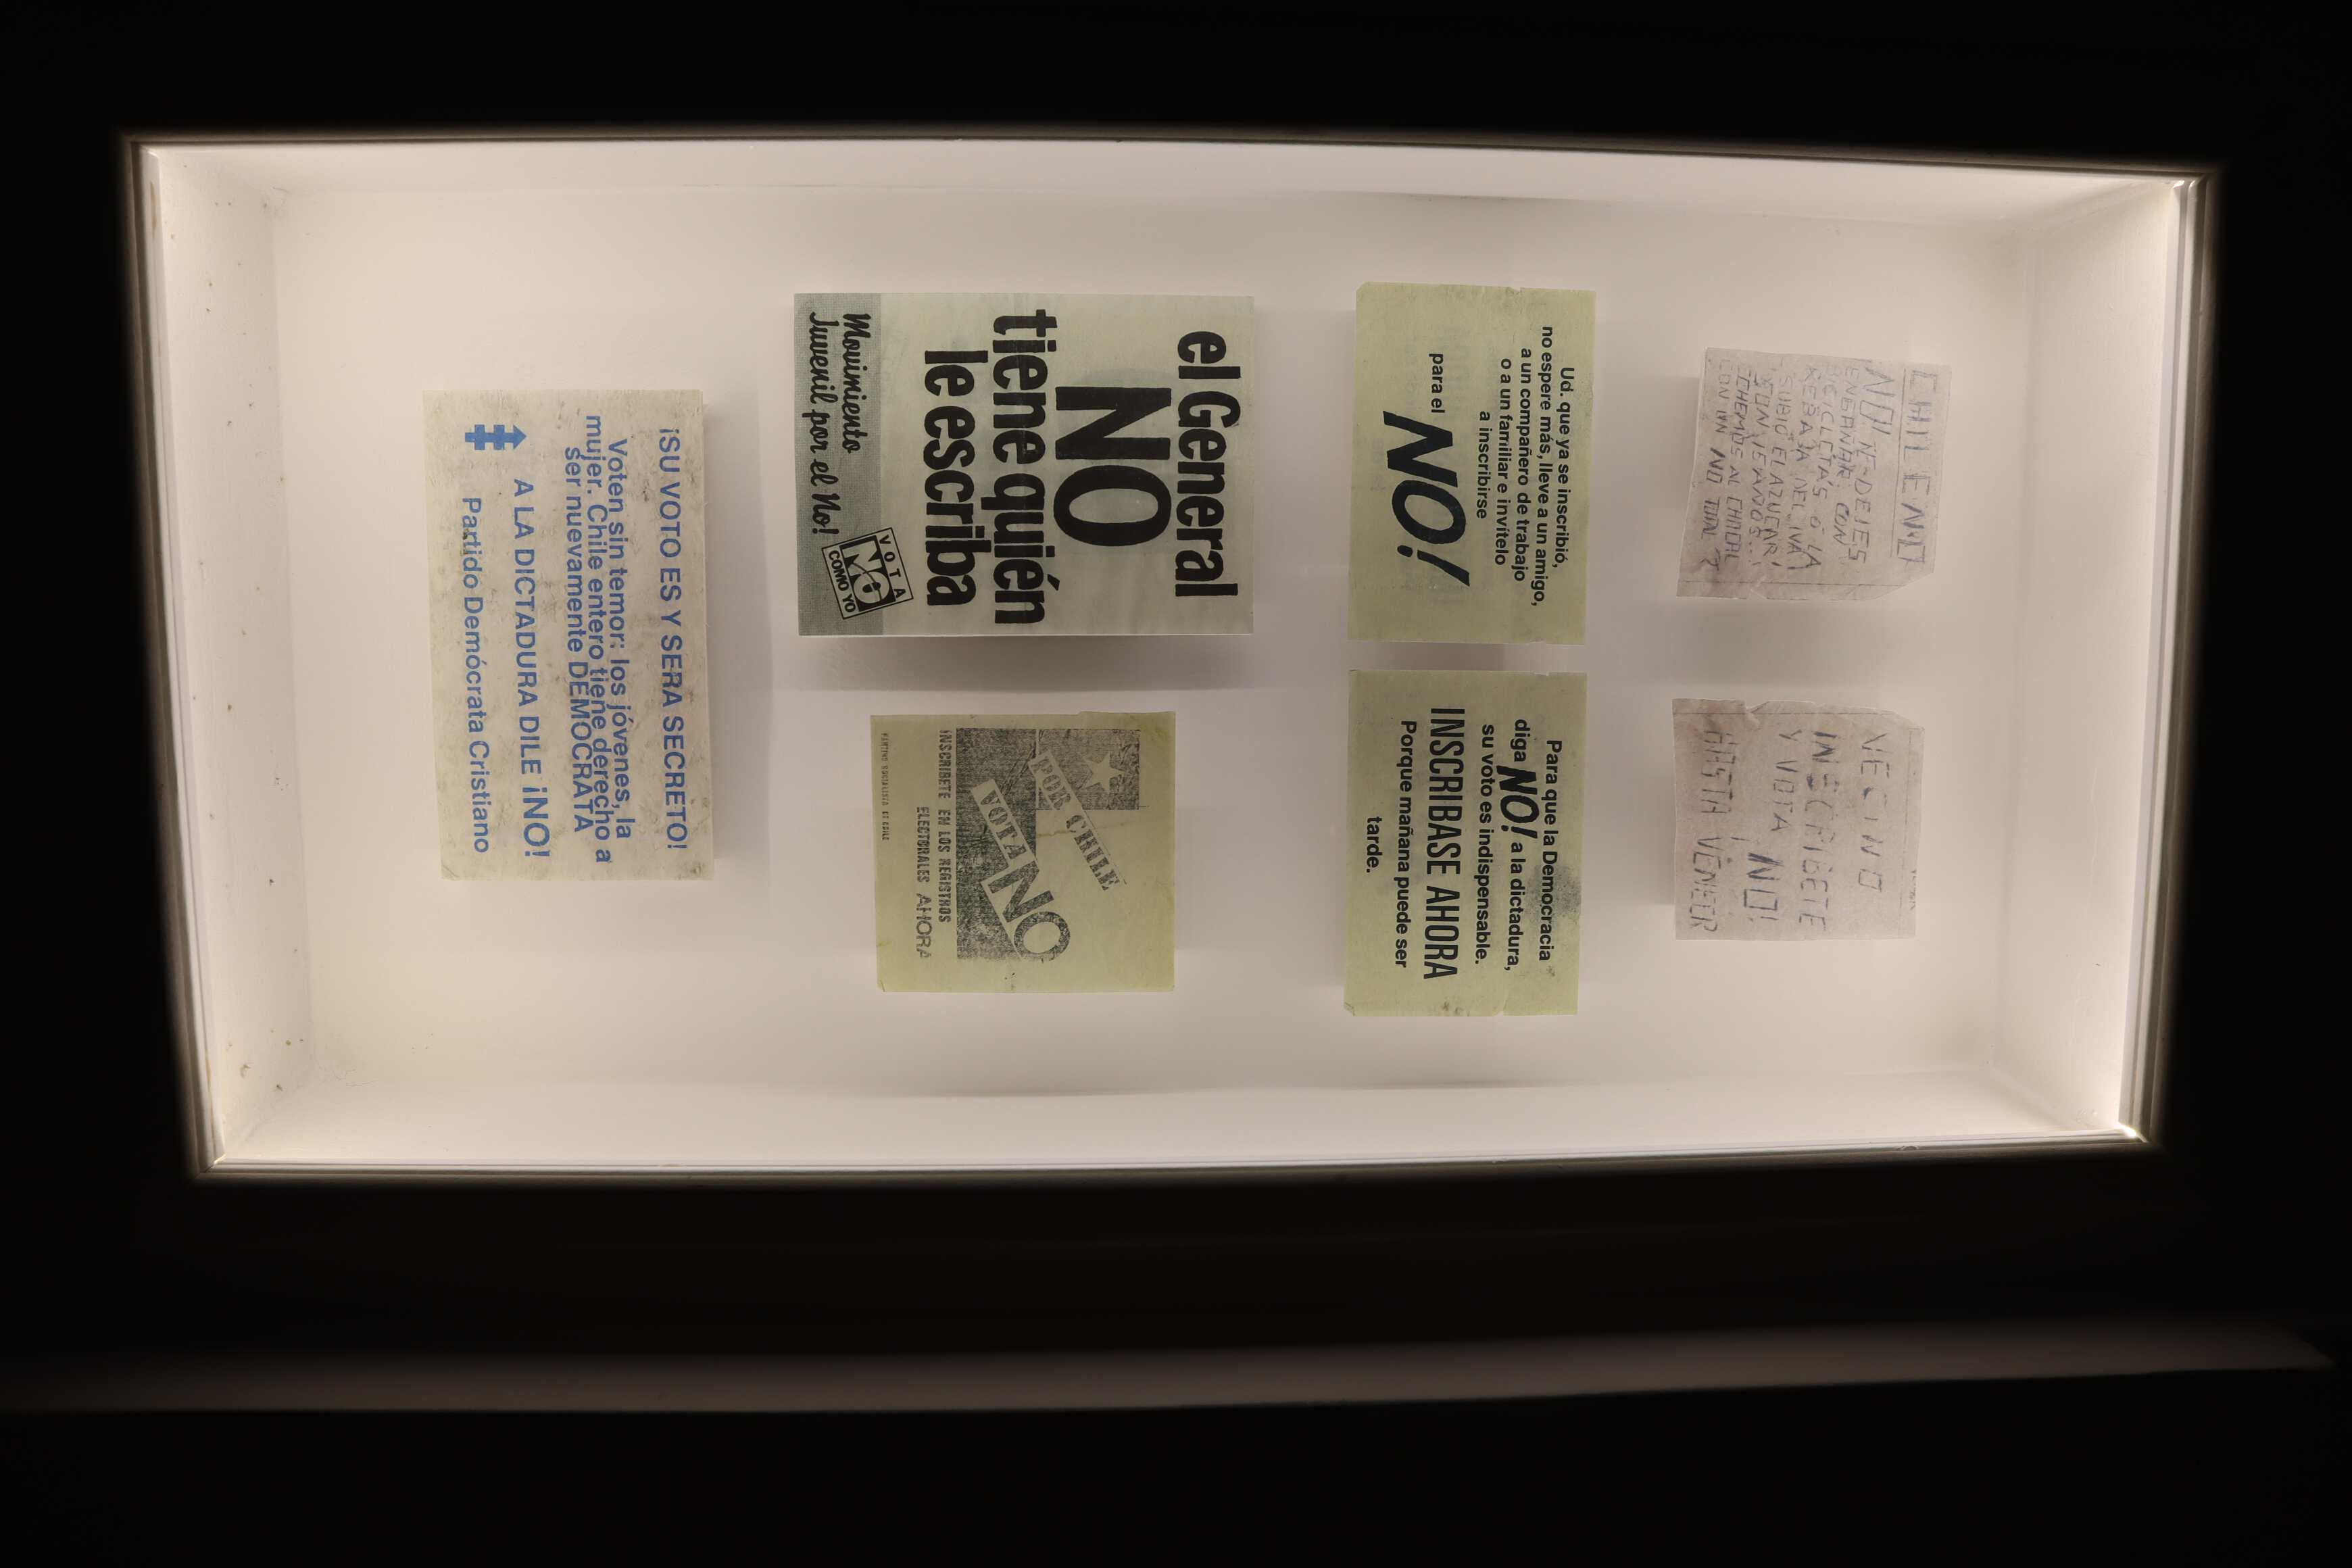 CHILENO
NO! TE-DEJES
ENGAÑAR CON
BICICLETAS O LA
REBAJA DEL IVA!
SUBIO EL AZUCAR!
SON 15 AÑOS...!
ECHEMOS AL CHACAL
CON UN NO TOTAL
VECINO
INSCRIBETE
Y VOTA NO!
HASTA VENCER
Ud. que ya se inscribió,
no espere más, lleve a un amigo,
a un compañero de trabajo
o a un familiar e invítelo
a inscribirse
para el NO!
Para que la Democracia
diga NO! a la dictadura,
su voto es indispensable.
INSCRIBASE AHORA
Porque mañana puede ser
tarde.
el General
NO
tiene quién
le escriba
Movimiento
Juvenil por el No!
VOTA
NO
COMO YO
POR CHILE
VOTA NO
INSCRIBETE EN LOS REGISTROS
ELECTORALES AHORA
PARTIDO SOCIALISTA DE CHILE
¡SU VOTO ES Y SERA SECRETO!
Voten sin temor: los jóvenes, la
mujer. Chile entero tiene derecho a
ser nuevamente DEMOCRATA
A LA DICTADURA DILE ¡NO!
Partido Demócrata Cristiano